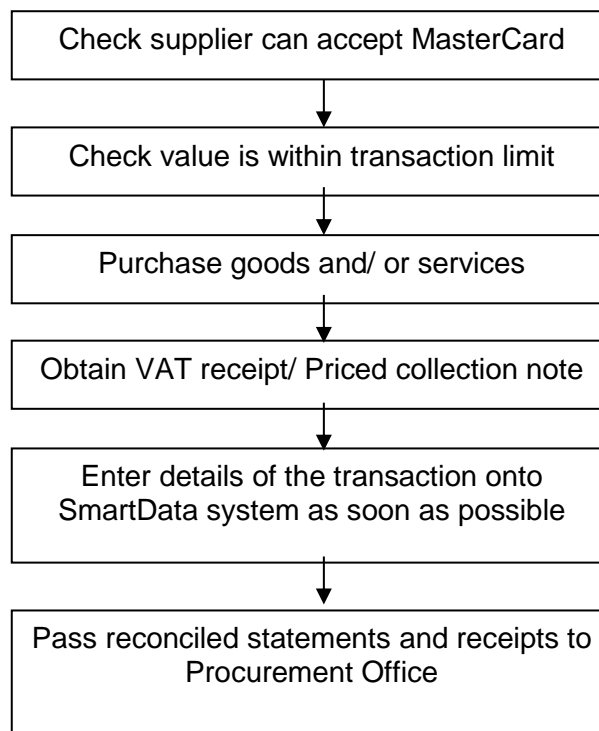 Check supplier can accept MasterCard
Check value is within transaction limit
Purchase goods and/ or services
Obtain VAT receipt/ Priced collection note
Enter details of the transaction onto
SmartData system as soon as possible
Pass reconciled statements and receipts to
Procurement Office